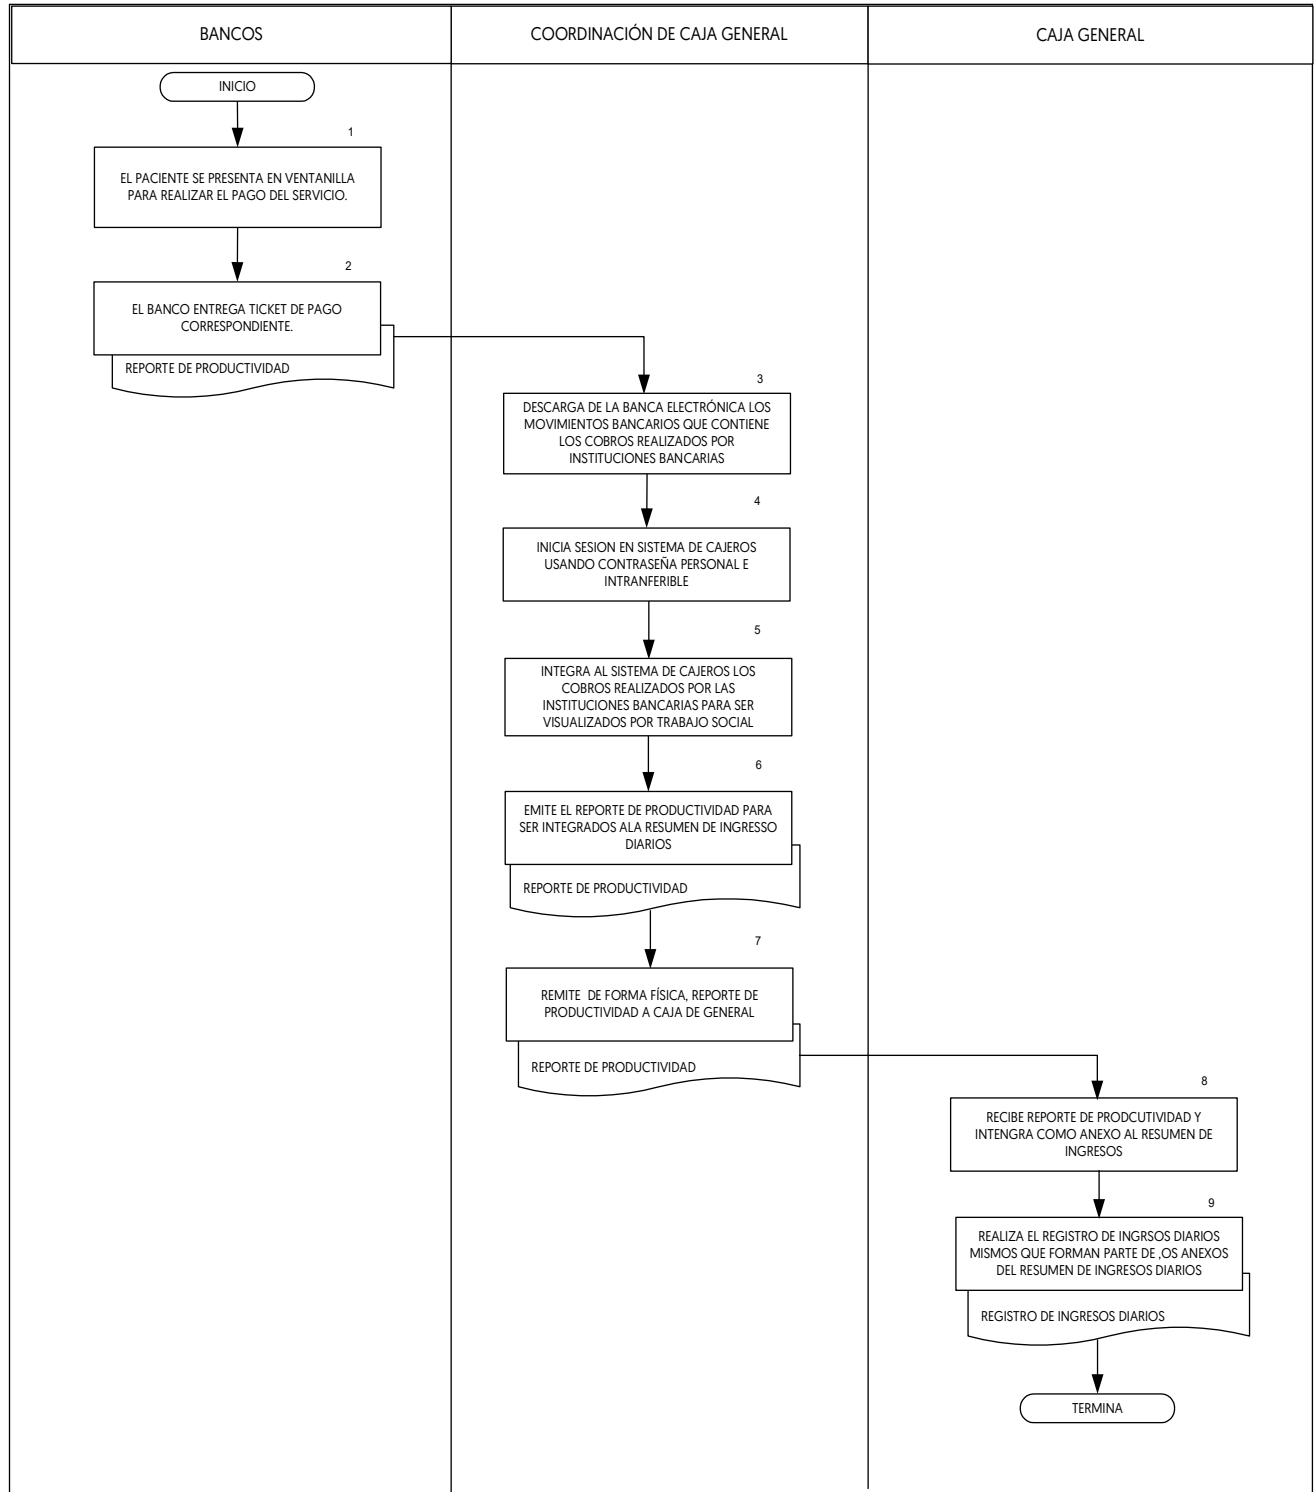 BANCOS
COORDINACIÓN DE CAJA GENERAL
CAJA GENERAL
INICIO
1
EL PACIENTE SE PRESENTA EN VENTANILLA
PARA REALIZAR EL PAGO DEL SERVICIO.
2
EL BANCO ENTREGA TICKET DE PAGO
CORRESPONDIENTE.
REPORTE DE PRODUCTIVIDAD
3
DESCARGA DE LA BANCA ELECTRÓNICA LOS
MOVIMIENTOS BANCARIOS QUE CONTIENE
LOS COBROS REALIZADOS POR
INSTITUCIONES BANCARIAS
4
INICIA SESION EN SISTEMA DE CAJEROS
USANDO CONTRASEÑA PERSONAL E
INTRANFERIBLE
5
INTEGRA AL SISTEMA DE CAJEROS LOS
COBROS REALIZADOS POR LAS
INSTITUCIONES BANCARIAS PARA SER
VISUALIZADOS POR TRABAJO SOCIAL
6
EMITE EL REPORTE DE PRODUCTIVIDAD PARA
SER INTEGRADOS ALA RESUMEN DE INGRESSO
DIARIOS
REPORTE DE PRODUCTIVIDAD
7
REMITE DE FORMA FÍSICA, REPORTE DE
PRODUCTIVIDAD A CAJA DE GENERAL
REPORTE DE PRODUCTIVIDAD
8
RECIBE REPORTE DE PRODCUTIVIDAD Y
INTENGRA COMO ANEXO AL RESUMEN DE
INGRESOS
9
REALIZA EL REGISTRO DE INGRSOS DIARIOS
MISMOS QUE FORMAN PARTE DE ,OS ANEXOS
DEL RESUMEN DE INGRESOS DIARIOS
REGISTRO DE INGRESOS DIARIOS
TERMINA